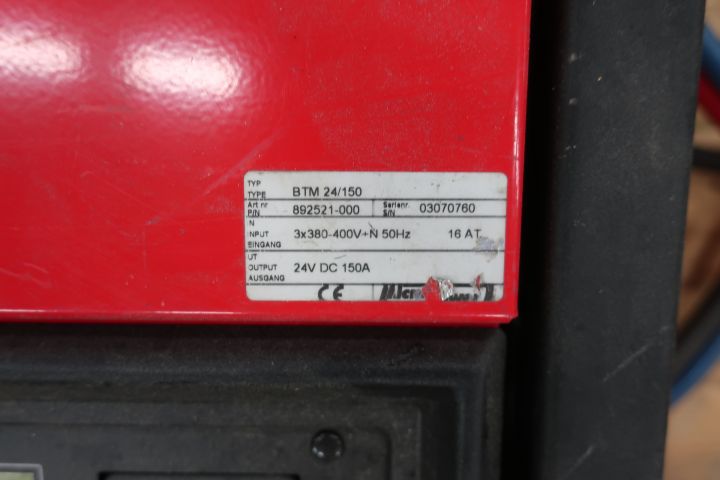 TYP
TYPE BTM 24/150
Art nr Serienr.
P/N 892521-000 S/N 03070760
N
NPUT 3x380-400V+N 50Hz 16 AT
EINGANG
UT
OUTPUT 24V DC 150A
AUSGANG
CE